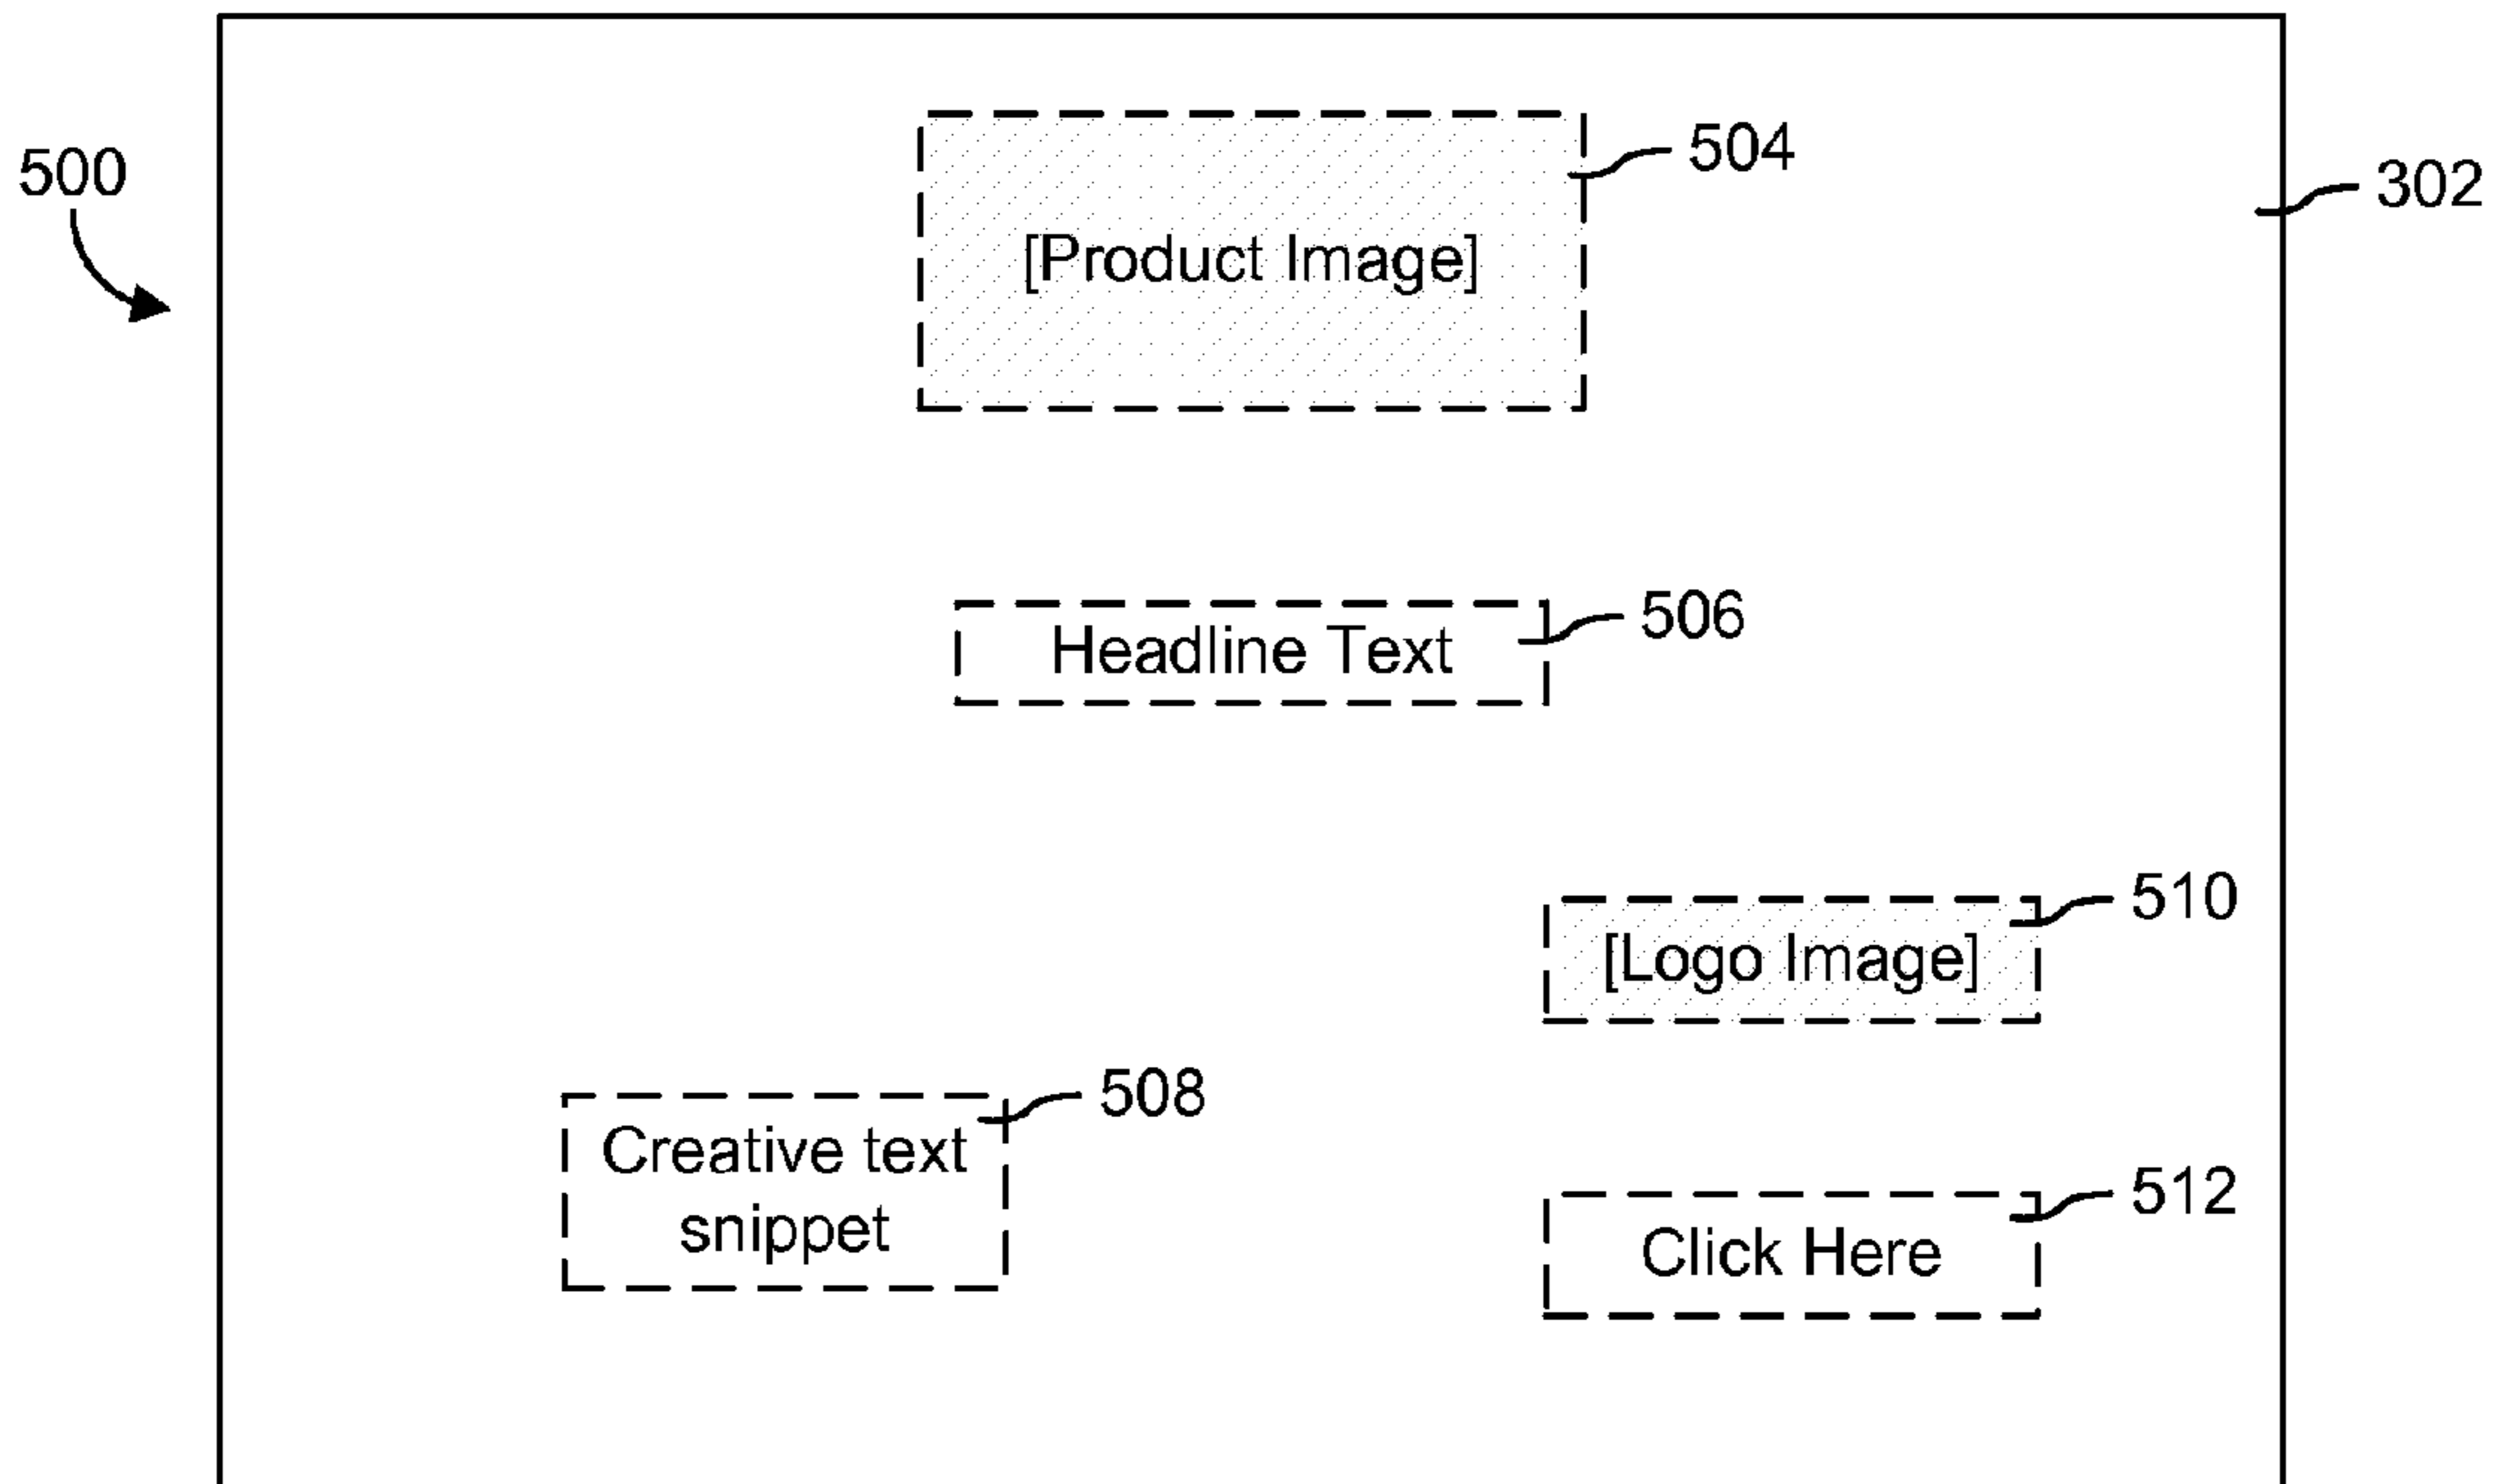 504
500
302
[Product Image]
506
Headline Text
510
[Logo Image]
508
Creative text
snippet
512
Click Here